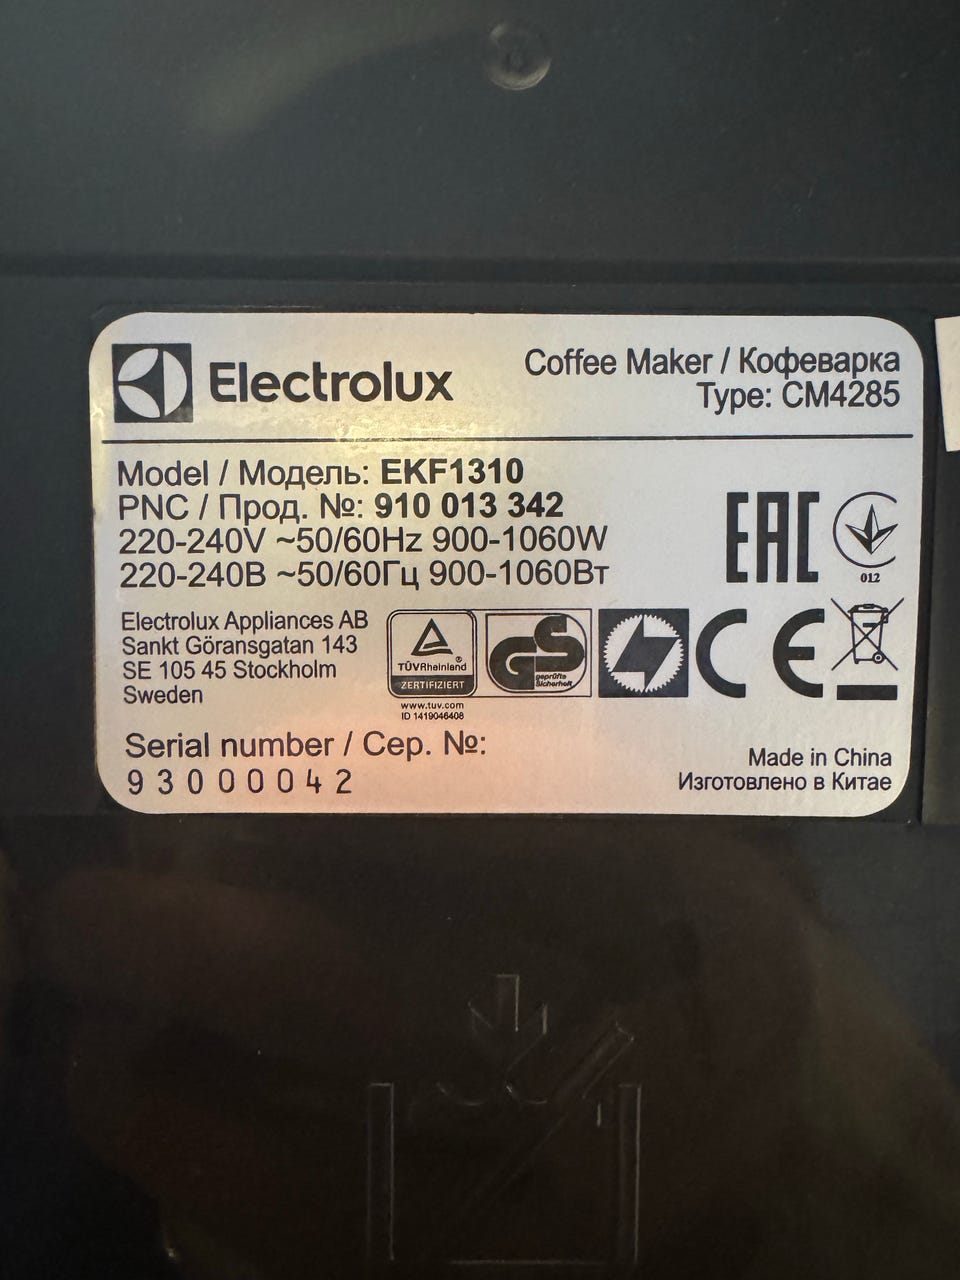 Electrolux
Coffee Maker / Кофеварка
Type: CM4285
Model / Модель: EKF1310
PNC / Прод. №: 910 013 342
220-240V ~50/60Hz 900-1060W
220-240В ~50/60Гц 900-1060Вт
EAC
012
Electrolux Appliances AB
Sankt Göransgatan 143
SE 105 45 Stockholm
Sweden
TÜVRheinland®
ZERTIFIZIERT
www.tuv.com
ID 1419046408
GS
geprüfte
Sicherheit
CE
Serial number / Сер. №:
93000042
Made in China
Изготовлено в Китае